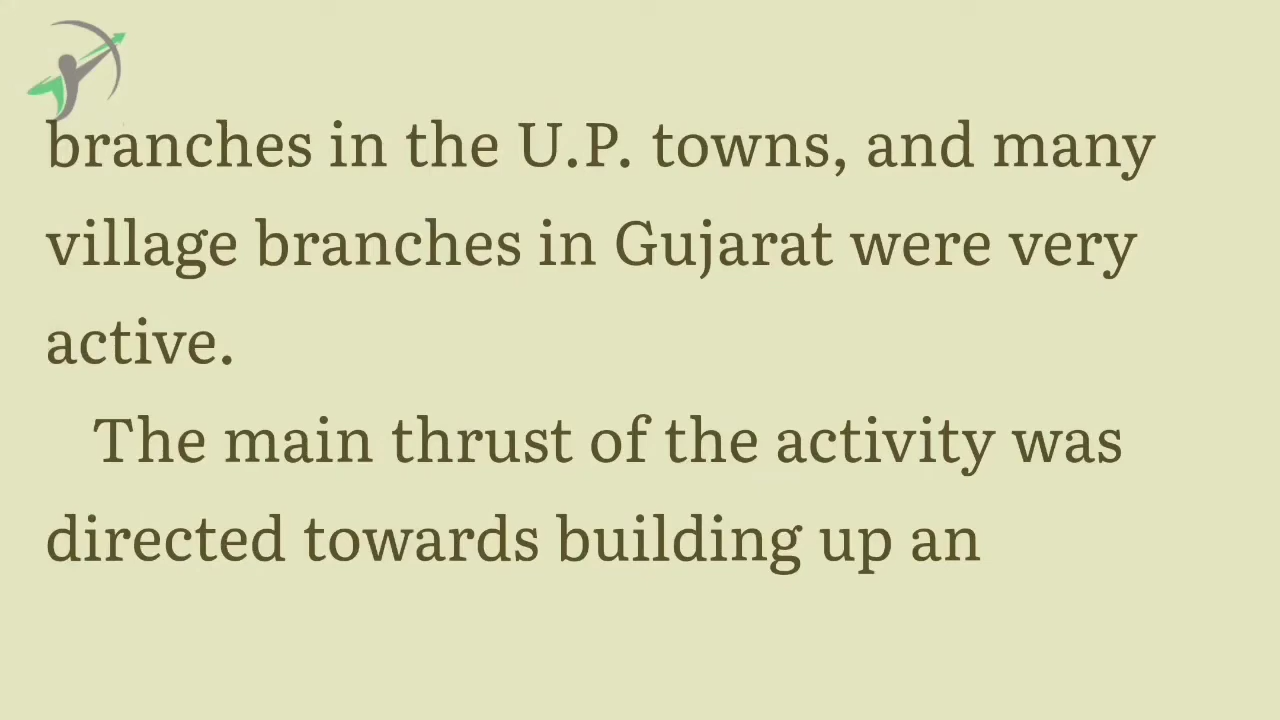 branches in the U.P. towns, and many
village branches in Gujarat were very
active.
The main thrust of the activity was
directed towards building up an